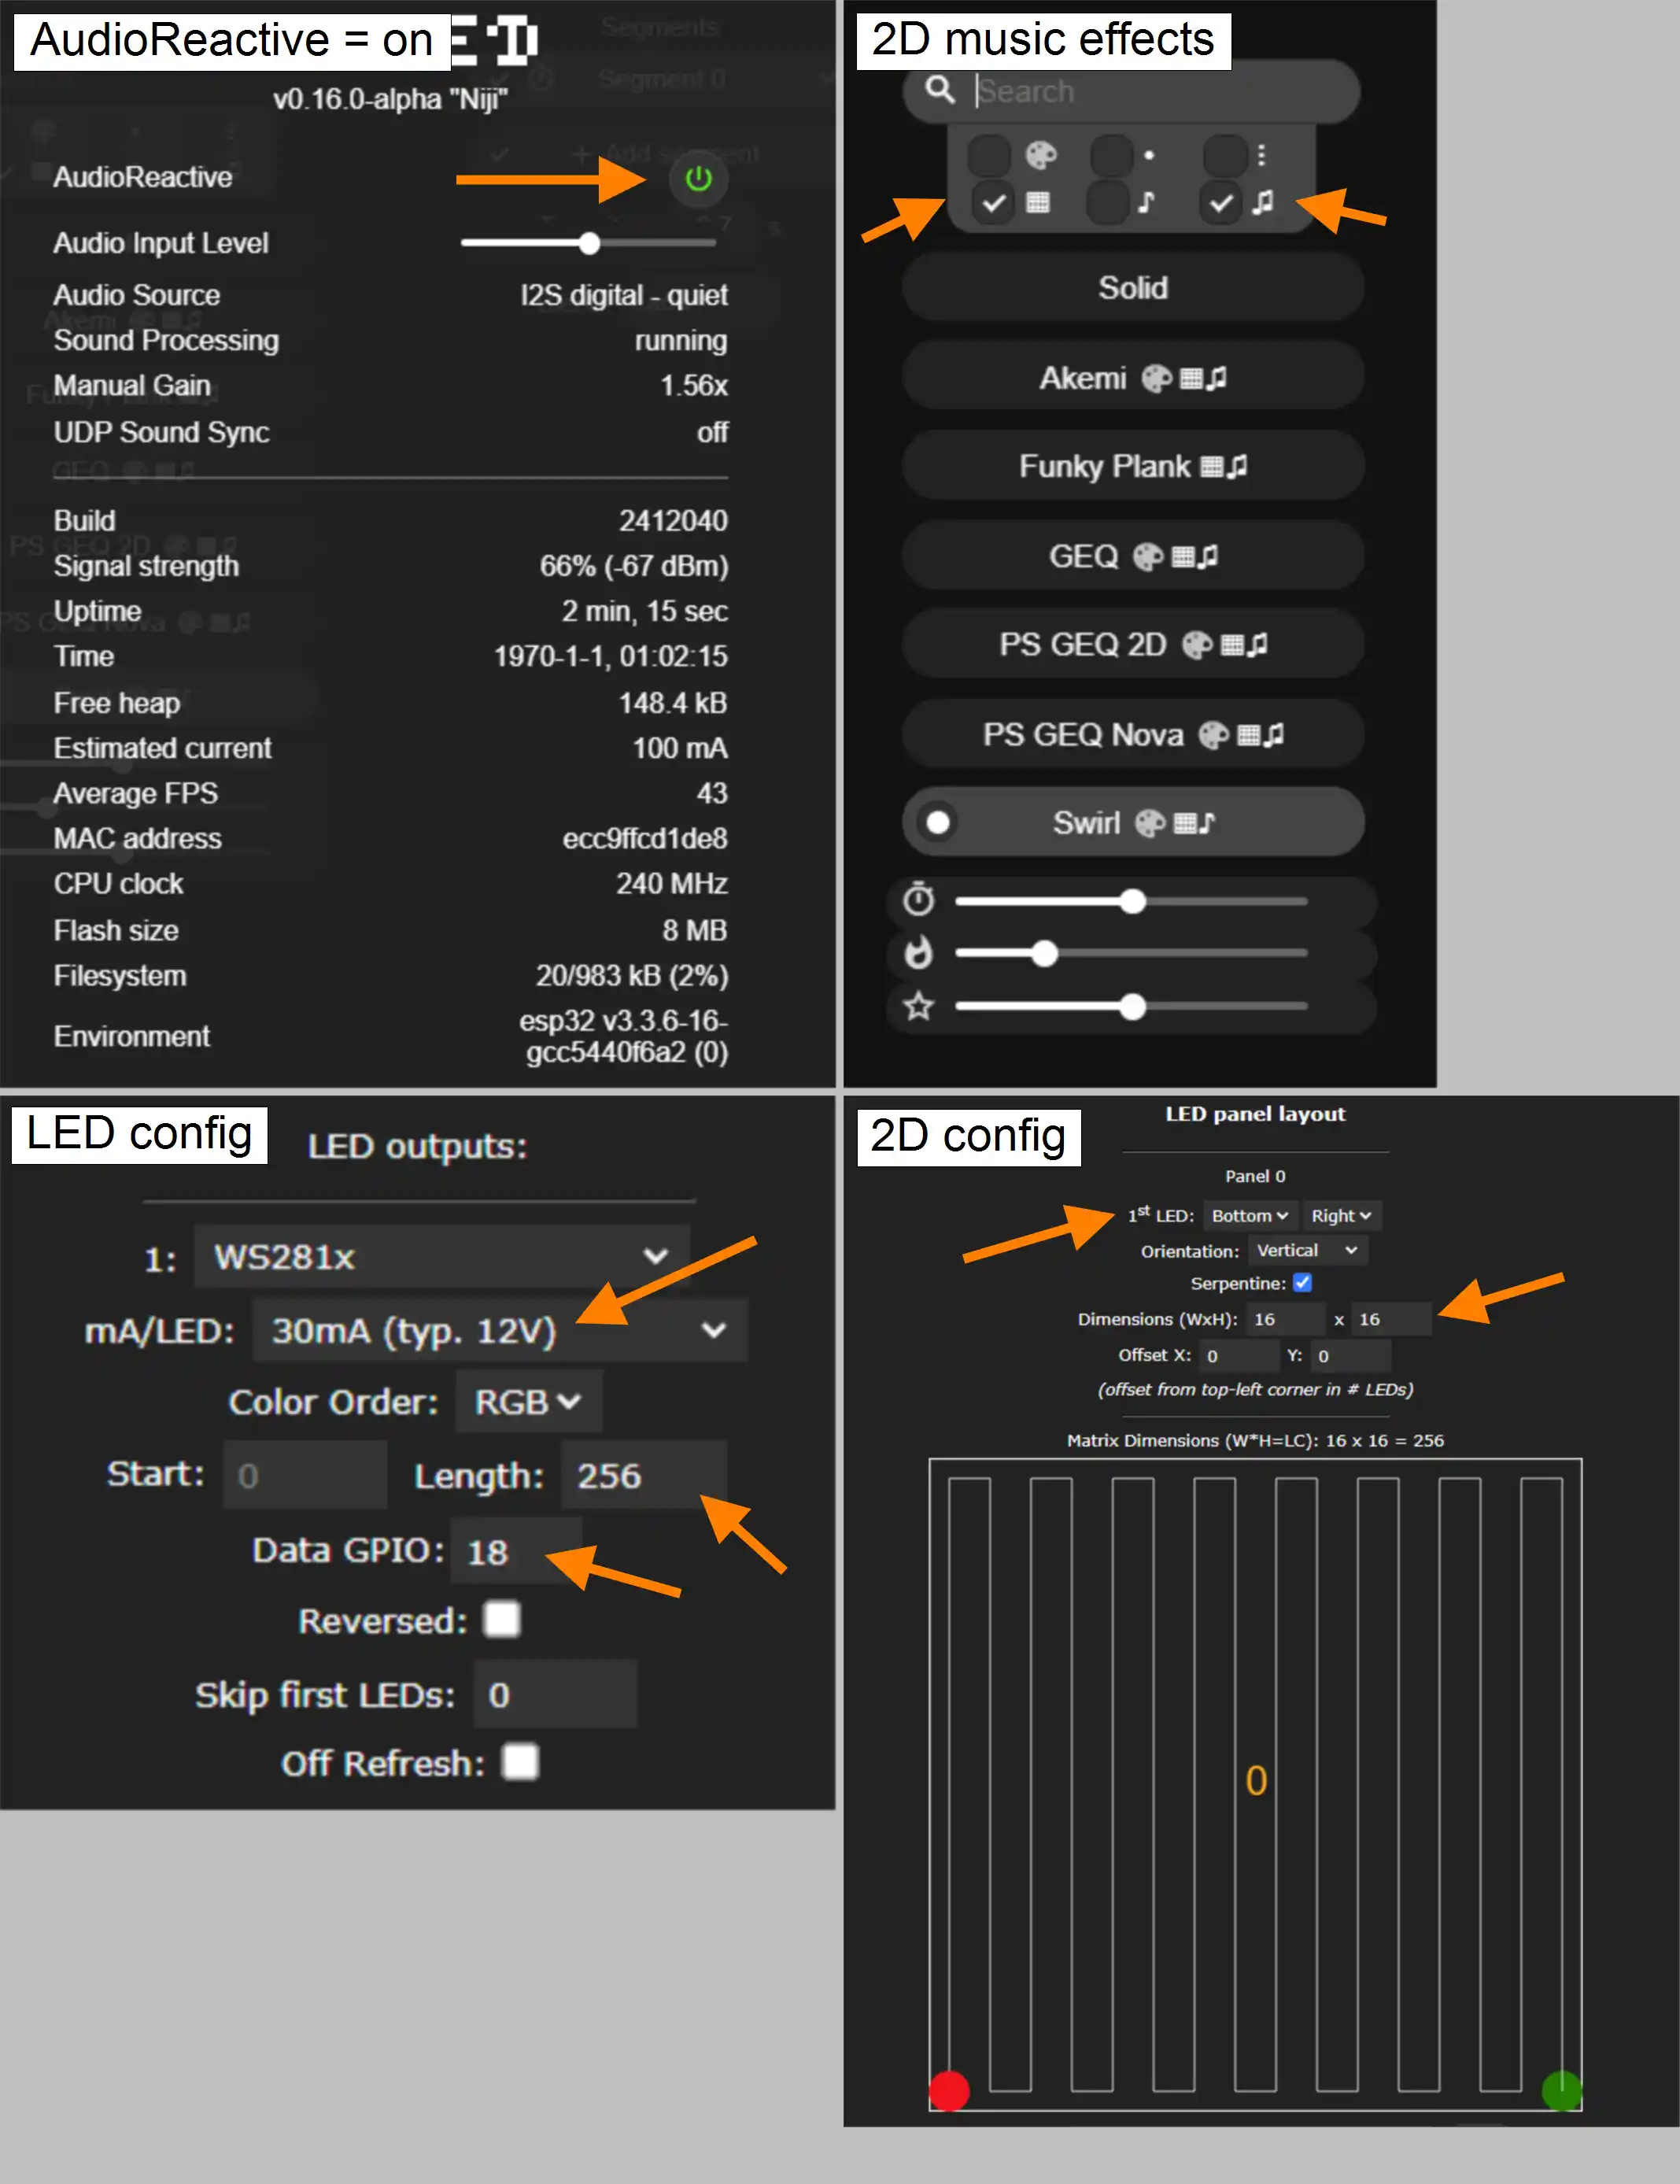 AudioReactive = on
v0.16.0-alpha "Niji"
AudioReactive
Audio Input Level
Audio Source I2S digital - quiet
Sound Processing running
Manual Gain 1.56x
UDP Sound Sync off
Build 2412040
Signal strength 66% (-67 dBm)
Uptime 2 min, 15 sec
Time 1970-1-1, 01:02:15
Free heap 148.4 kB
Estimated current 100 mA
Average FPS 43
MAC address ecc9ffcd1de8
CPU clock 240 MHz
Flash size 8 MB
Filesystem 20/983 kB (2%)
Environment esp32 v3.3.6-16-
gcc5440f6a2 (0)
Segments
Segment 0
Add segment
2D music effects
Search
Solid
Akemi
Funky Plank
GEQ
PS GEQ 2D
PS GEQ Nova
Swirl
LED config
LED outputs:
1: WS281x
mA/LED: 30mA (typ. 12V)
Color Order: RGB
Start: 0 Length: 256
Data GPIO: 18
Reversed:
Skip first LEDs: 0
Off Refresh:
2D config
LED panel layout
Panel 0
1st LED: Bottom Right
Orientation: Vertical
Serpentine:
Dimensions (WxH): 16 x 16
Offset X: 0 Y: 0
(offset from top-left corner in # LEDs)
Matrix Dimensions (W*H=LC): 16 x 16 = 256
0